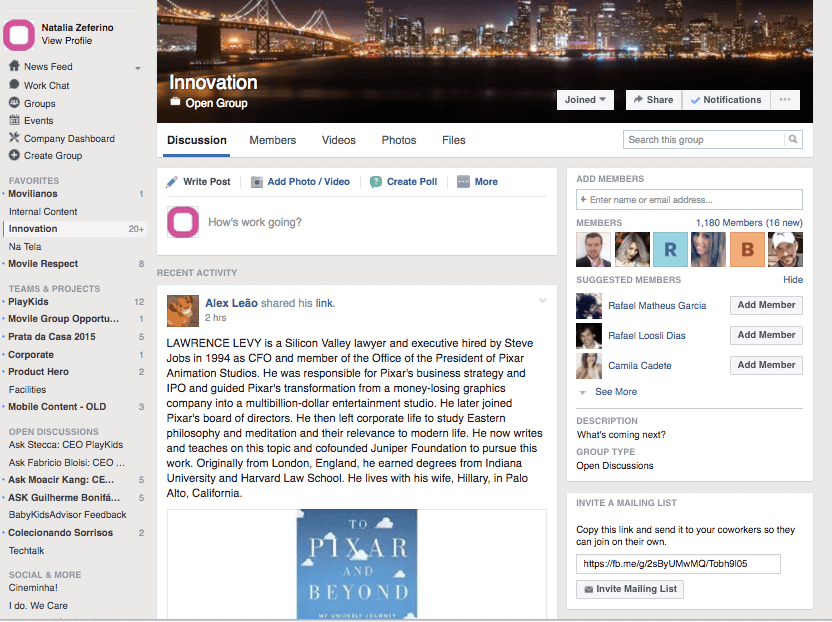 Natalia Zeferino
View Profile
News Feed
Work Chat
Groups
Events
Company Dashboard
Create Group
FAVORITES
Movilianos 1
Internal Content
Innovation 20+
Na Tela
Movile Respect 8
TEAMS & PROJECTS
PlayKids 12
Movile Group Opportu... 1
Prata da Casa 2015 5
Corporate 1
Product Hero 2
Facilities
Mobile Content - OLD 3
OPEN DISCUSSIONS
Ask Stecca: CEO PlayKids
Ask Fabricio Bloisi: CEO ...
Ask Moacir Kang: CE... 5
ASK Guilherme Bonifá... 5
BabyKidsAdvisor Feedback
Colecionando Sorrisos 2
Techtalk
SOCIAL & MORE
Cineminha!
I do. We Care
Innovation
Open Group
Joined
Share
Notifications
Discussion Members Videos Photos Files
Search this group
Write Post
Add Photo / Video
Create Poll
More
How's work going?
RECENT ACTIVITY
Alex Leão shared his link.
2 hrs
LAWRENCE LEVY is a Silicon Valley lawyer and executive hired by Steve
Jobs in 1994 as CFO and member of the Office of the President of Pixar
Animation Studios. He was responsible for Pixar's business strategy and
IPO and guided Pixar's transformation from a money-losing graphics
company into a multibillion-dollar entertainment studio. He later joined
Pixar's board of directors. He then left corporate life to study Eastern
philosophy and meditation and their relevance to modern life. He now writes
and teaches on this topic and cofounded Juniper Foundation to pursue this
work. Originally from London, England, he earned degrees from Indiana
University and Harvard Law School. He lives with his wife, Hillary, in Palo
Alto, California.
TO
PIXAR
AND
BEYOND
MY UNLIKELY JOURNEY
ADD MEMBERS
+ Enter name or email address...
MEMBERS 1,180 Members (16 new)
R
B
SUGGESTED MEMBERS Hide
Rafael Matheus Garcia Add Member
Rafael Loosli Dias Add Member
Camila Cadete Add Member
See More
DESCRIPTION
What's coming next?
GROUP TYPE
Open Discussions
INVITE A MAILING LIST
Copy this link and send it to your coworkers so they
can join on their own.
https://fb.me/g/2sByUMwMQ/Tobh9l05
Invite Mailing List